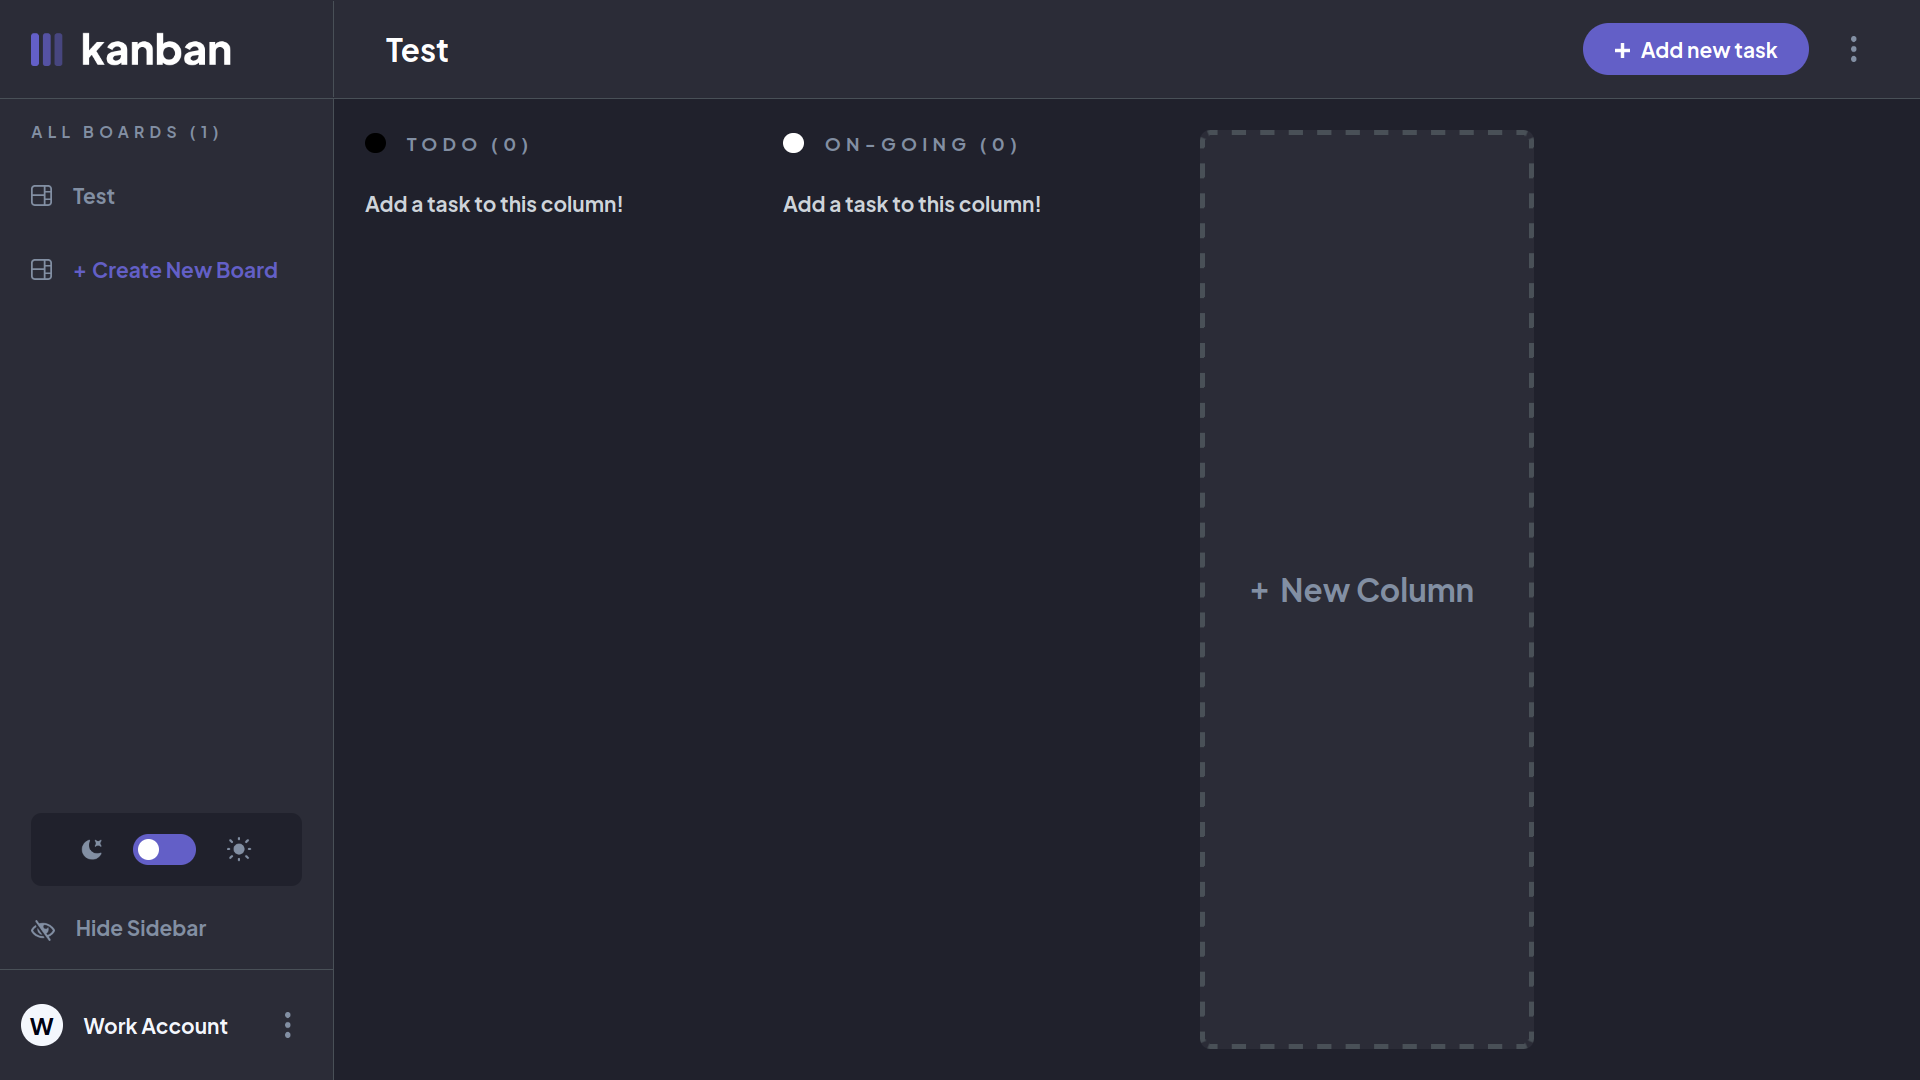 kanban
Test
+ Add new task
ALL BOARDS (1)
Test
+ Create New Board
TODO (0)
Add a task to this column!
ON-GOING (0)
Add a task to this column!
+ New Column
Hide Sidebar
W
Work Account